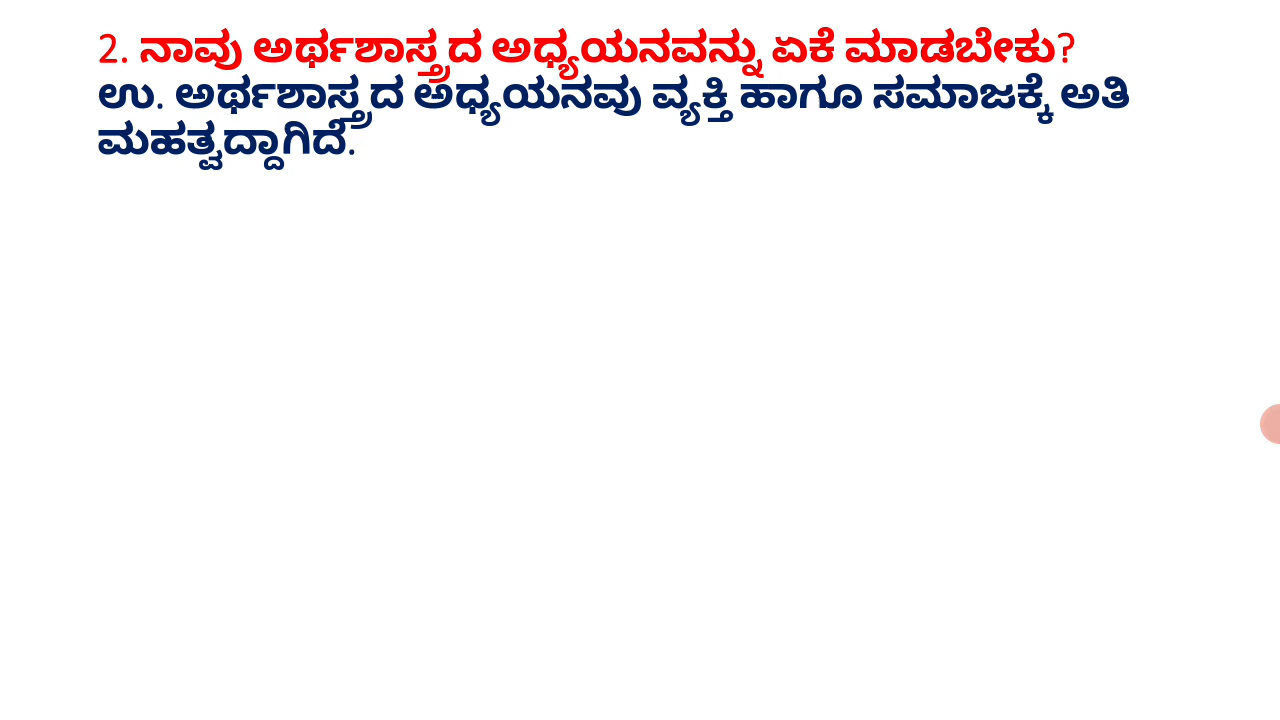 2. ನಾವು ಅರ್ಥಶಾಸ್ತ್ರದ ಅಧ್ಯಯನವನ್ನು ಏಕೆ ಮಾಡಬೇಕು?
ಉ. ಅರ್ಥಶಾಸ್ತ್ರದ ಅಧ್ಯಯನವು ವ್ಯಕ್ತಿ ಹಾಗೂ ಸಮಾಜಕ್ಕೆ ಅತಿ
ಮಹತ್ವದ್ದಾಗಿದೆ.